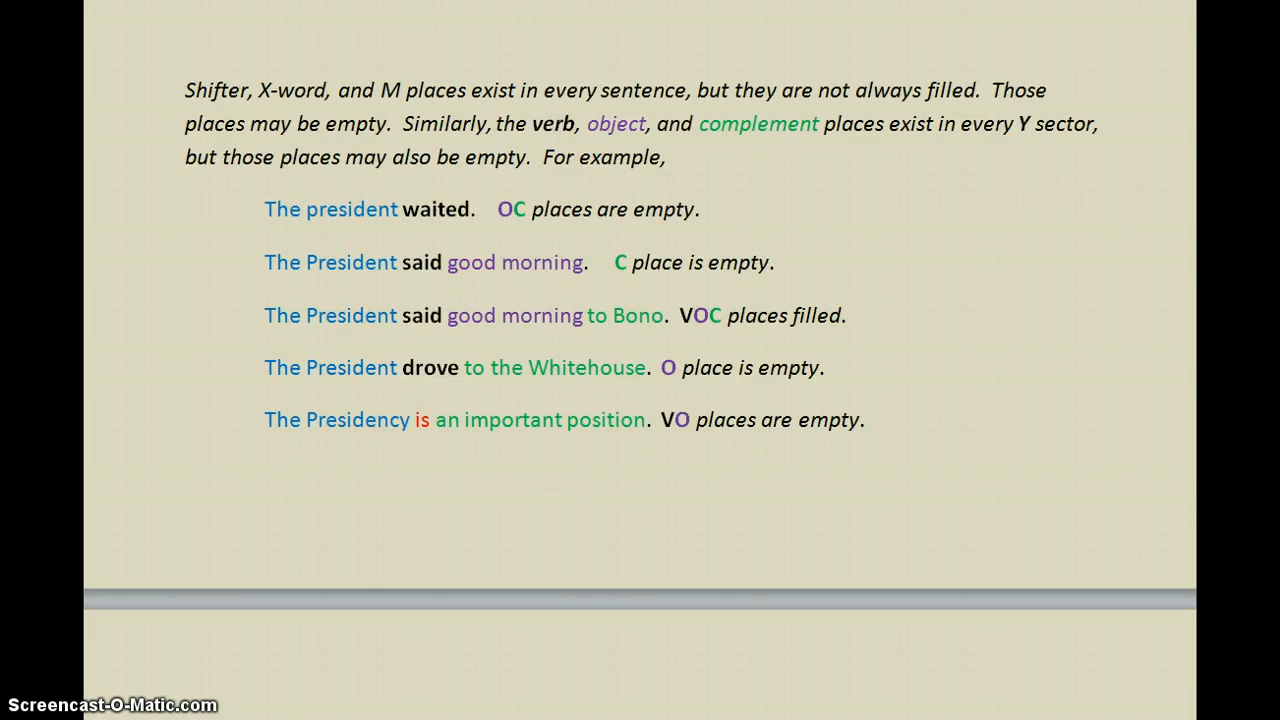 Shifter, X-word, and M places exist in every sentence, but they are not always filled. Those
places may be empty. Similarly, the verb, object, and complement places exist in every Y sector,
but those places may also be empty. For example,
The president waited. OC places are empty.
The President said good morning. C place is empty.
The President said good morning to Bono. VOC places filled.
The President drove to the Whitehouse. O place is empty.
The Presidency is an important position. VO places are empty.
Screencast-O-Matic.com